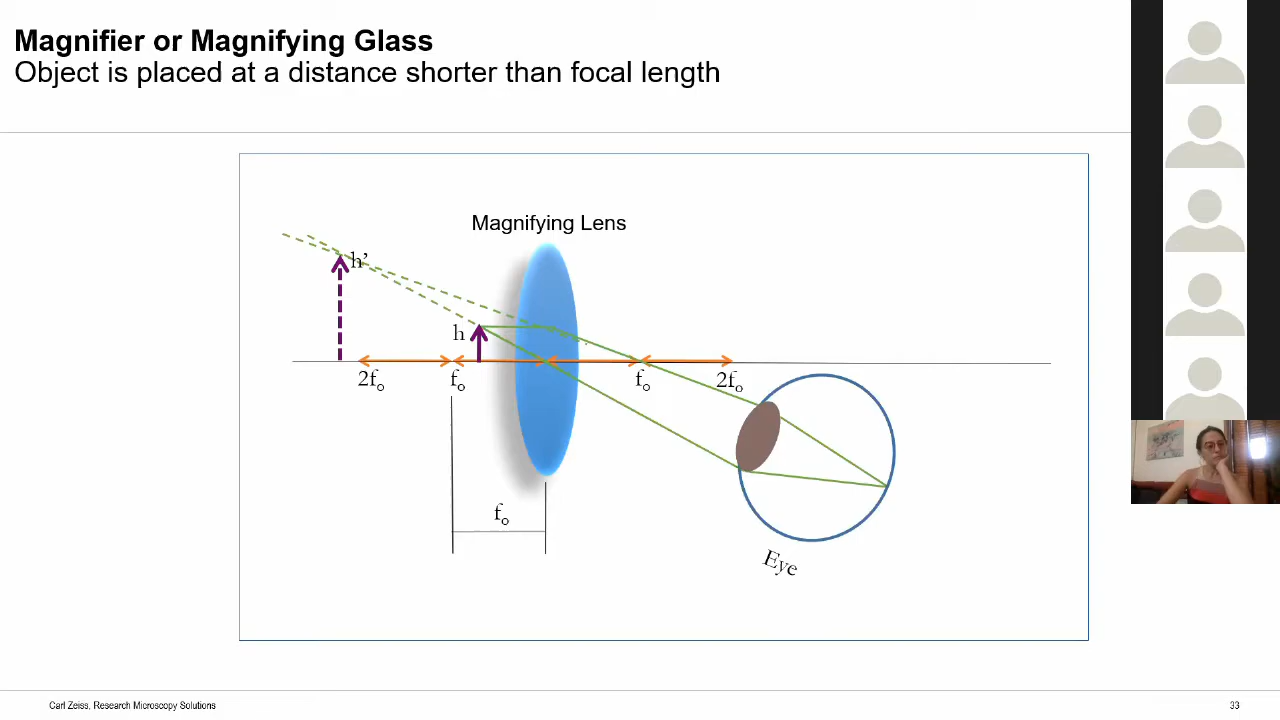 Magnifier or Magnifying Glass
Object is placed at a distance shorter than focal length
Magnifying Lens
h’
h
2fo
fo
fo
2fo
fo
Eye
Carl Zeiss, Research Microscopy Solutions
33